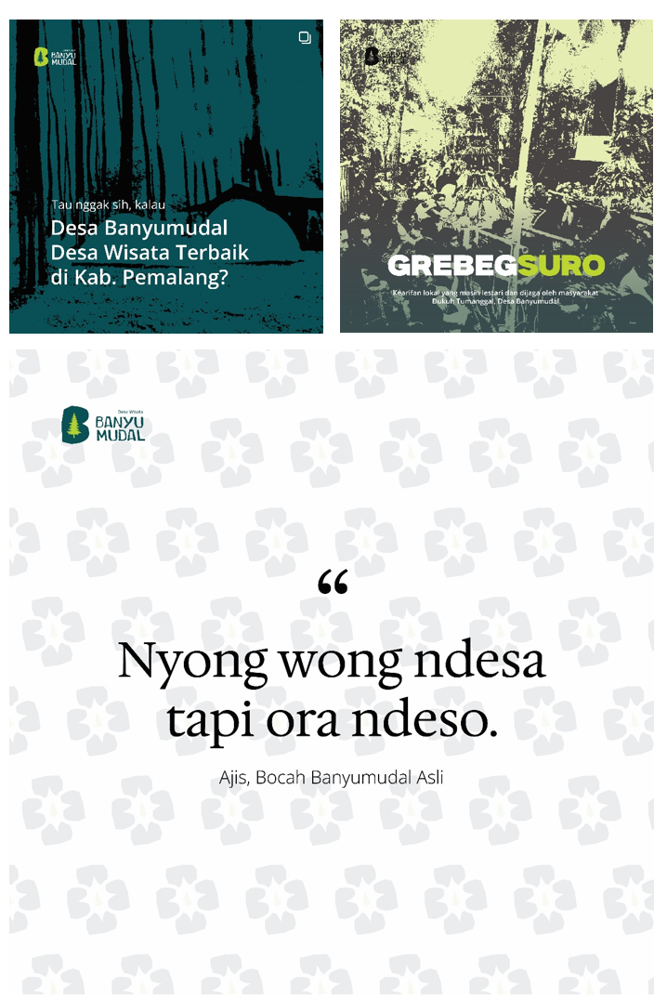 BANYU
MUDAL
Tau nggak sih, kalau
Desa Banyumudal
Desa Wisata Terbaik
di Kab. Pemalang?
GREBEGSURO
Kearifan lokal yang masih lestari dan dijaga oleh masyarakat
Dukuh Tumanggal, Desa Banyumudal.
Desa Wisata
BANYU
MUDAL
“
Nyong wong ndesa
tapi ora ndeso.
Ajis, Bocah Banyumudal Asli